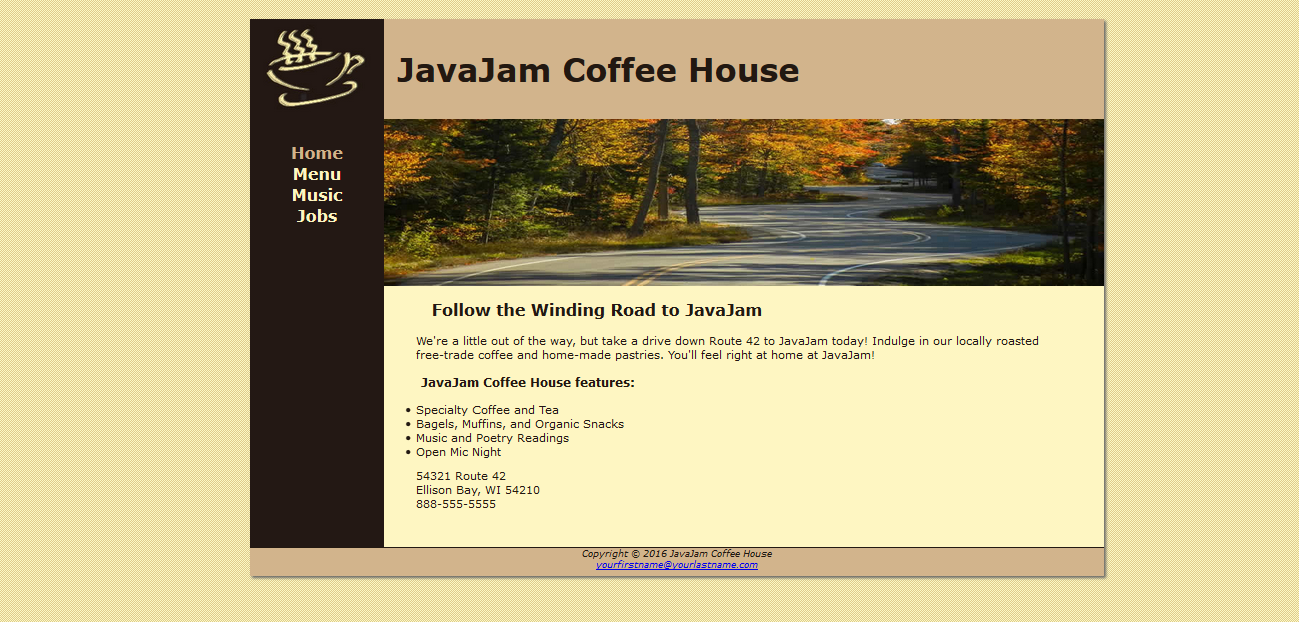 JavaJam Coffee House
Home
Menu
Music
Jobs
Follow the Winding Road to JavaJam
We're a little out of the way, but take a drive down Route 42 to JavaJam today! Indulge in our locally roasted
free-trade coffee and home-made pastries. You'll feel right at home at JavaJam!
JavaJam Coffee House features:
• Specialty Coffee and Tea
• Bagels, Muffins, and Organic Snacks
• Music and Poetry Readings
• Open Mic Night
54321 Route 42
Ellison Bay, WI 54210
888-555-5555
Copyright © 2016 JavaJam Coffee House
yourfirstname@yourlastname.com